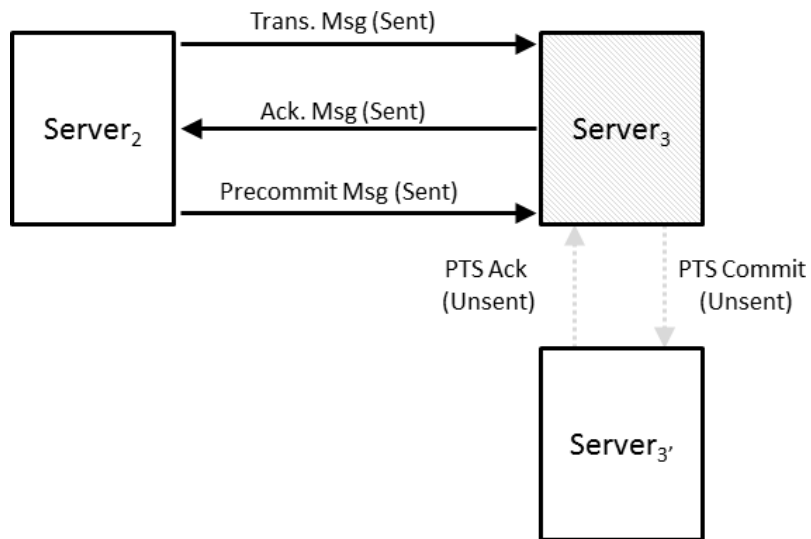 Trans. Msg (Sent)
Server2
Ack. Msg (Sent)
Server3
Precommit Msg (Sent)
PTS Ack
(Unsent)
PTS Commit
(Unsent)
Server3'